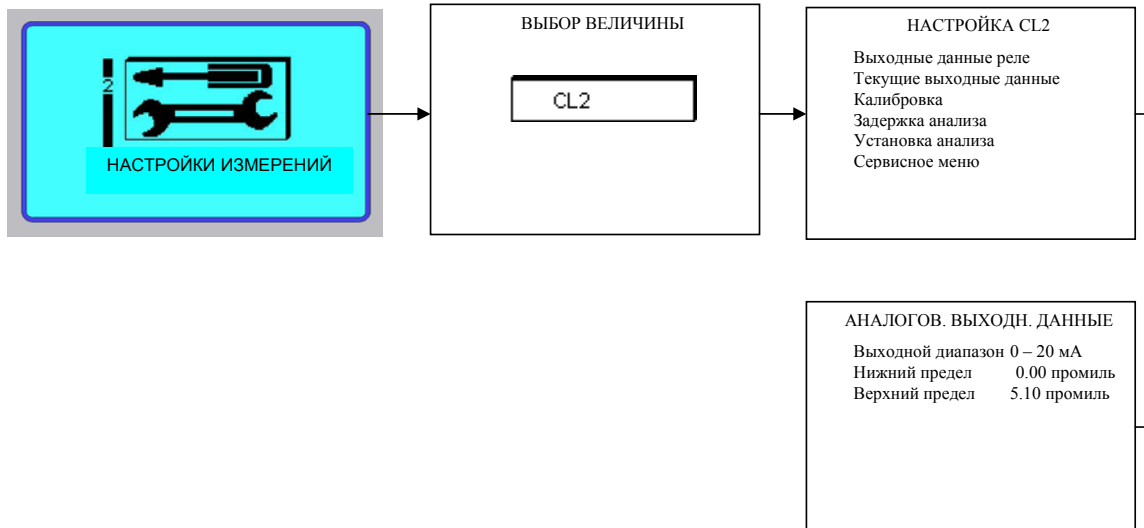 2
НАСТРОЙКИ ИЗМЕРЕНИЙ
ВЫБОР ВЕЛИЧИНЫ
CL2
НАСТРОЙКА CL2
Выходные данные реле
Текущие выходные данные
Калибровка
Задержка анализа
Установка анализа
Сервисное меню
АНАЛОГОВ. ВЫХОДН. ДАННЫЕ
Выходной диапазон 0 – 20 мА
Нижний предел 0.00 промиль
Верхний предел 5.10 промиль